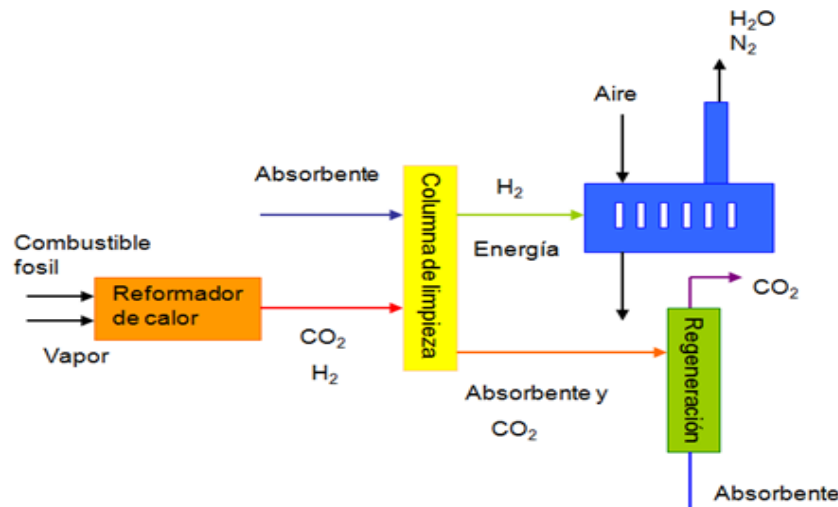 H₂O
N₂
Aire
Absorbente
Columna de limpieza
H₂
Energía
Combustible
fosil
Reformador
de calor
Vapor
CO₂
H₂
CO₂
Regeneración
Absorbente y
CO₂
Absorbente